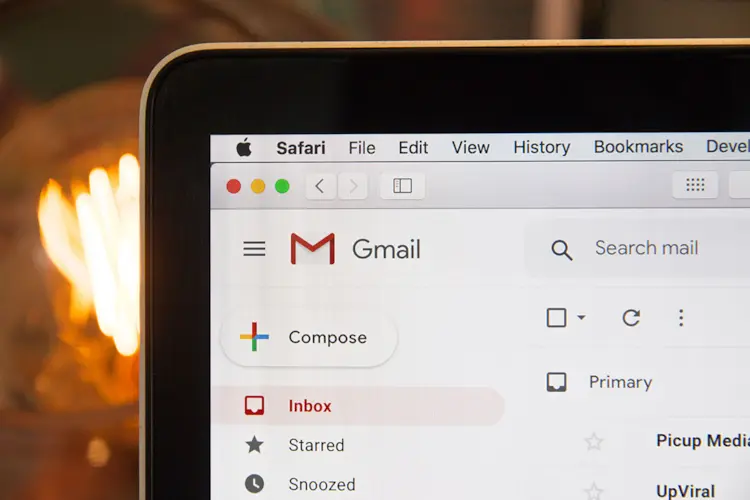 Safari File Edit View History Bookmarks Devel
Gmail
Search mail
Compose
Inbox
Primary
Starred
Picup Media
Snoozed
UpViral